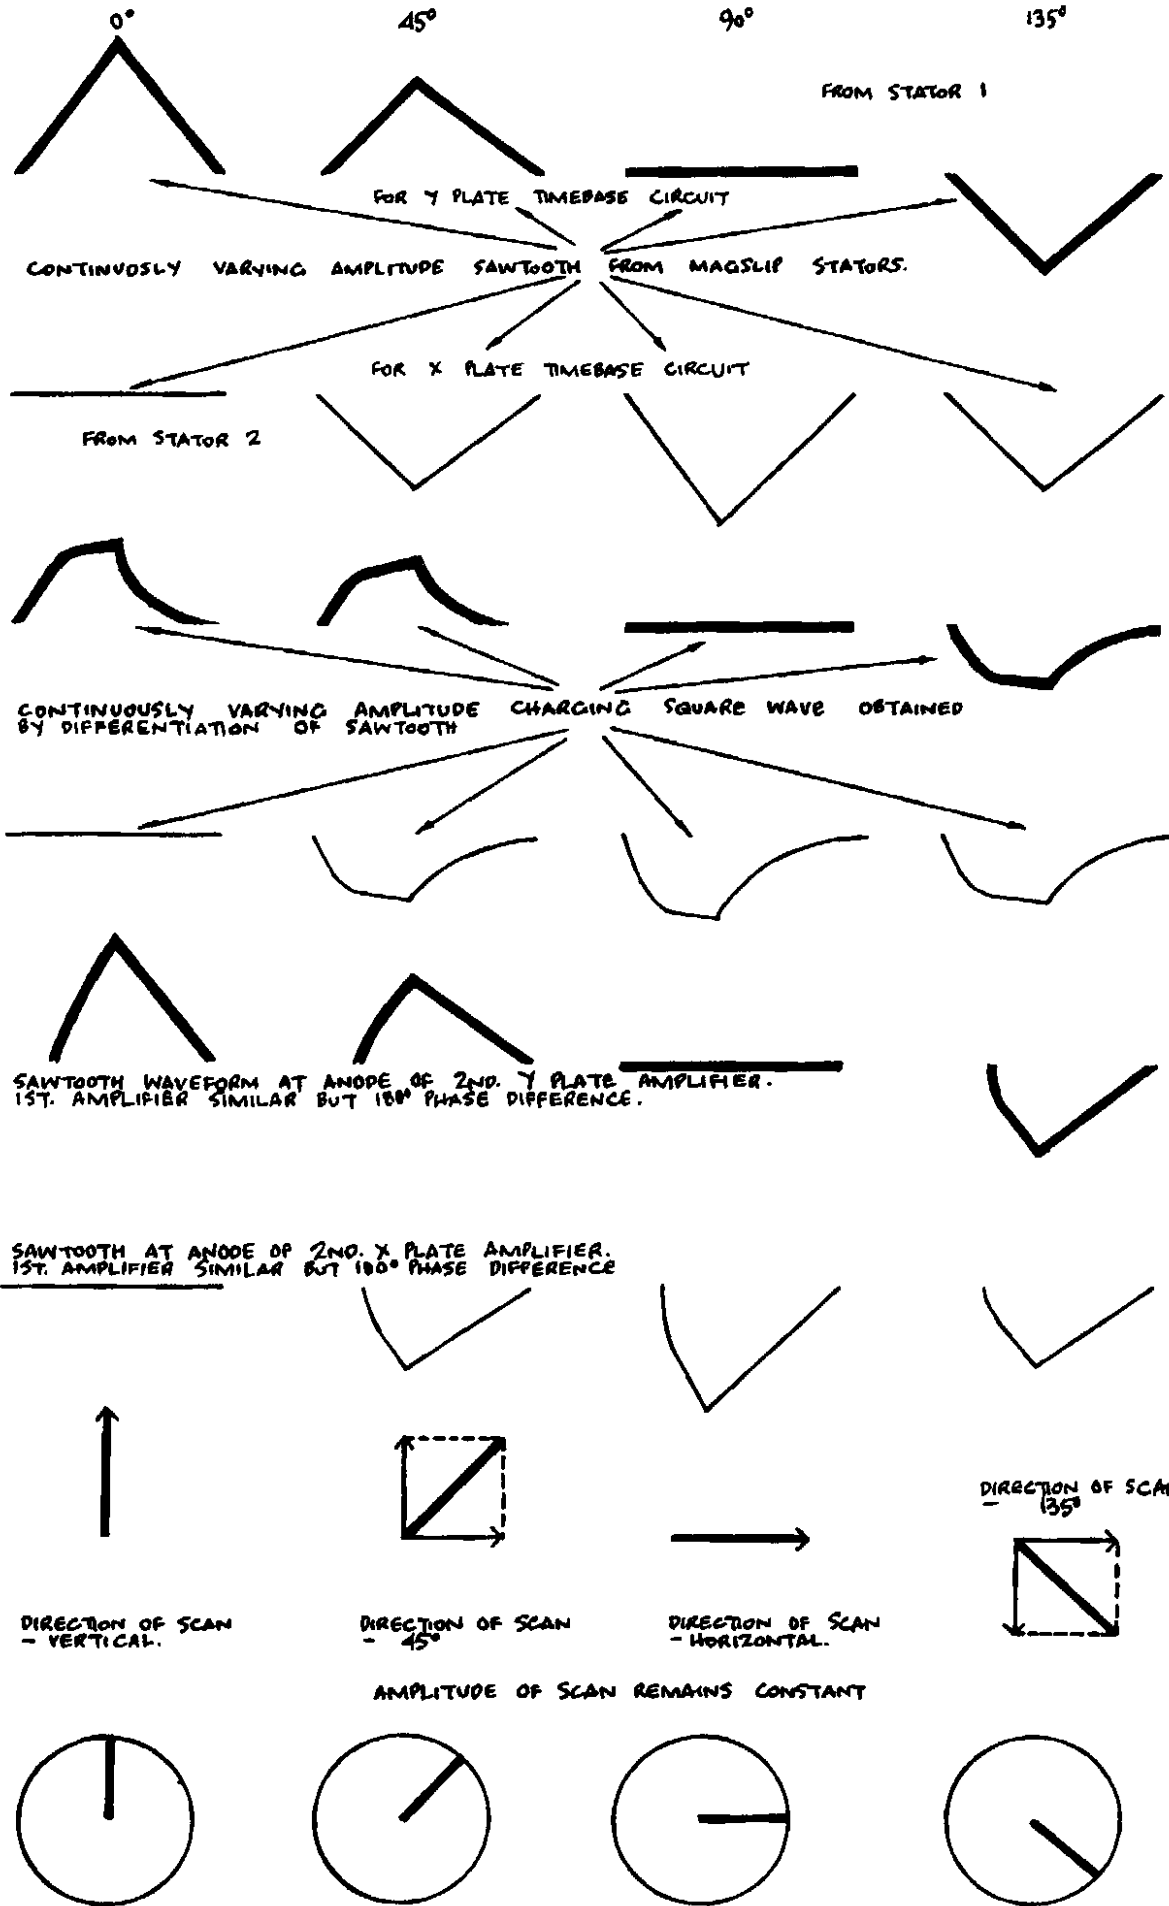 0° 45° 90° 135°
FROM STATOR 1
FOR Y PLATE TIMEBASE CIRCUIT
CONTINUOSLY VARYING AMPLITUDE SAWTOOTH FROM MAGSLIP STATORS.
FOR X PLATE TIMEBASE CIRCUIT
FROM STATOR 2
CONTINUOUSLY VARYING AMPLITUDE CHARGING SQUARE WAVE OBTAINED
BY DIFFERENTIATION OF SAWTOOTH
SAWTOOTH WAVEFORM AT ANODE OF 2ND. Y PLATE AMPLIFIER.
1ST. AMPLIFIER SIMILAR BUT 180° PHASE DIFFERENCE.
SAWTOOTH AT ANODE OF 2ND. X PLATE AMPLIFIER.
1ST. AMPLIFIER SIMILAR BUT 180° PHASE DIFFERENCE
DIRECTION OF SCAN
- 135°
DIRECTION OF SCAN
- VERTICAL.
DIRECTION OF SCAN
- 45°
DIRECTION OF SCAN
- HORIZONTAL.
AMPLITUDE OF SCAN REMAINS CONSTANT